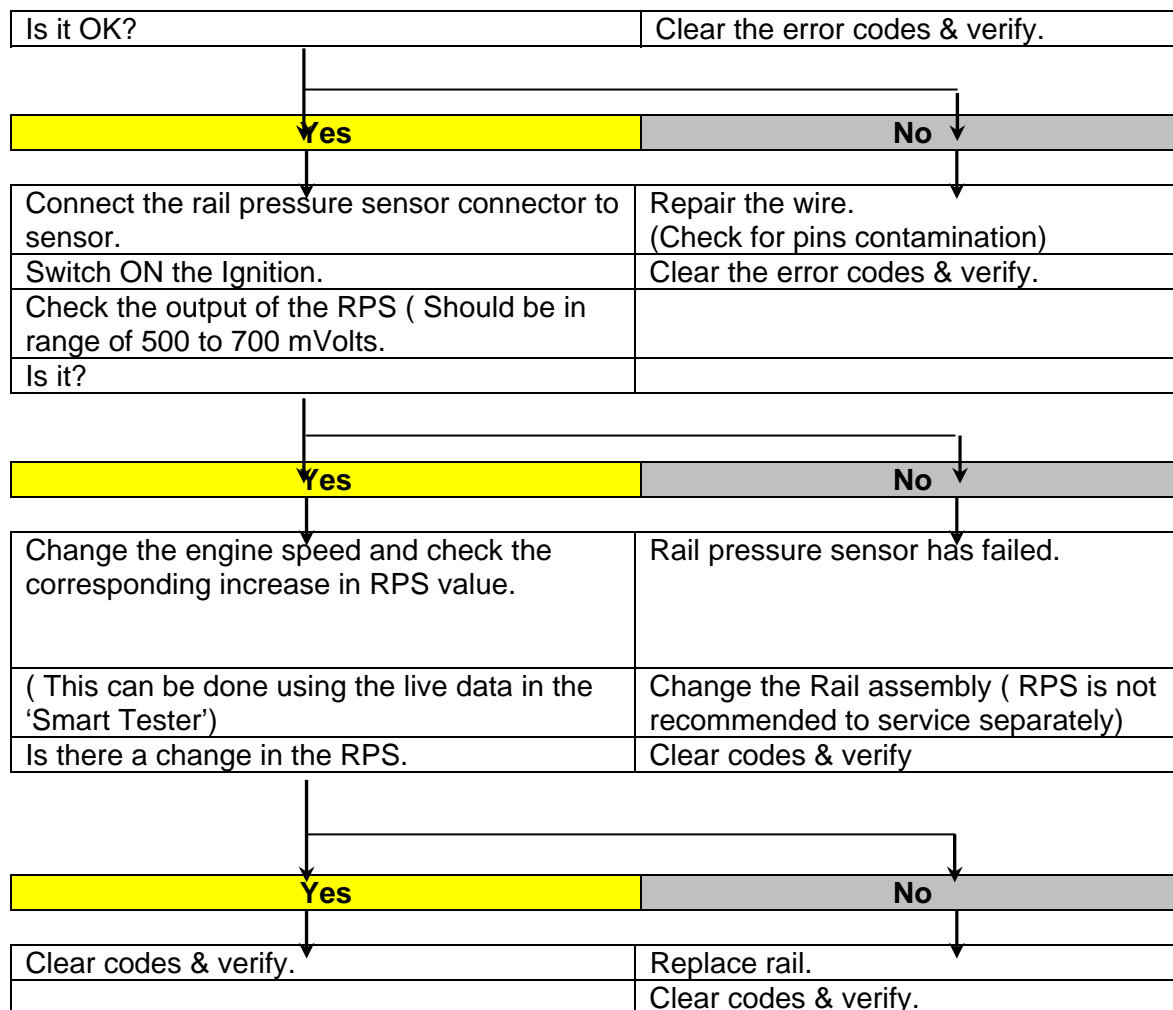 Is it OK?
Clear the error codes & verify.
Yes
No
Connect the rail pressure sensor connector to
sensor.
Repair the wire.
(Check for pins contamination)
Switch ON the Ignition.
Clear the error codes & verify.
Check the output of the RPS ( Should be in
range of 500 to 700 mVolts.
Is it?
Yes
No
Change the engine speed and check the
corresponding increase in RPS value.
Rail pressure sensor has failed.
( This can be done using the live data in the
‘Smart Tester’)
Change the Rail assembly ( RPS is not
recommended to service separately)
Is there a change in the RPS.
Clear codes & verify
Yes
No
Clear codes & verify.
Replace rail.
Clear codes & verify.